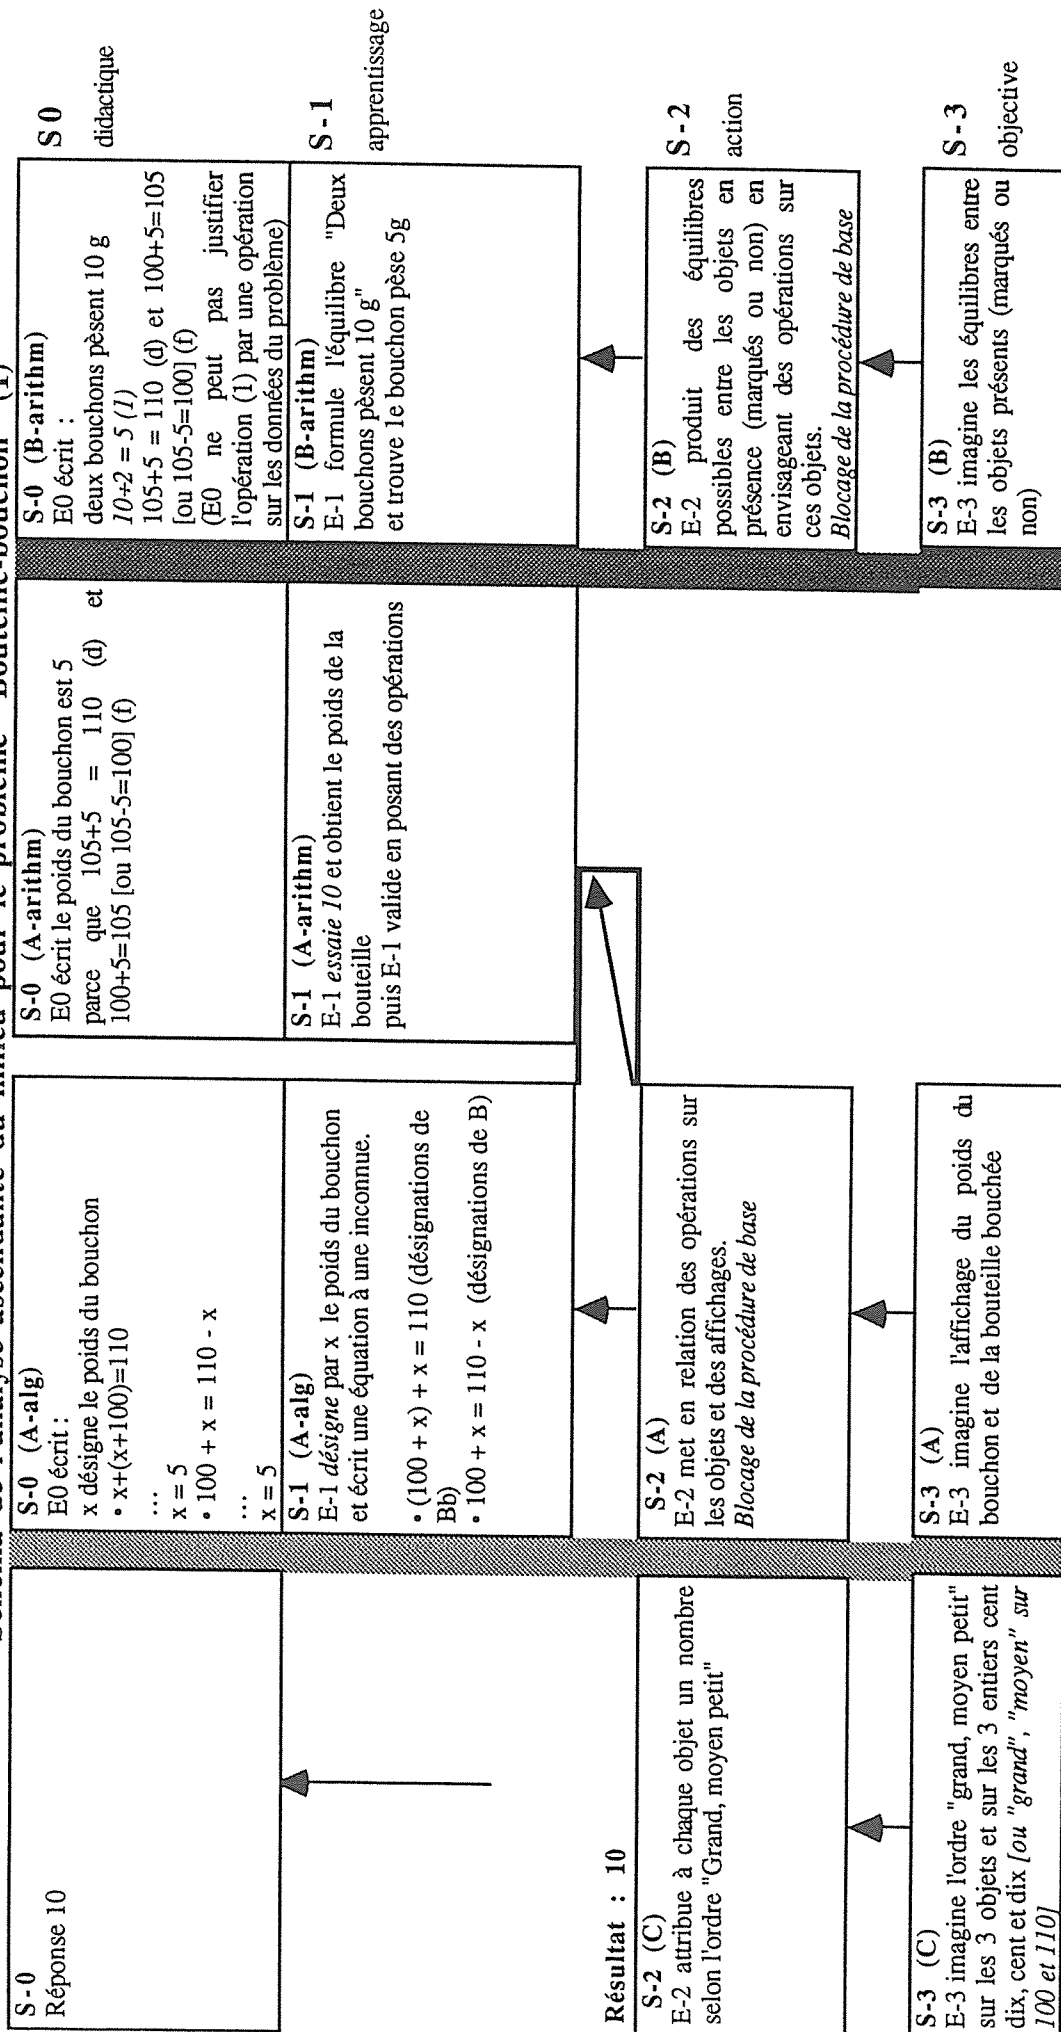 Schéma de l'analyse ascendante du milieu pour le problème "Bouteille-bouchon" (1)
S-0
Réponse 10
Résultat : 10
S-2 (C)
E-2 attribue à chaque objet un nombre
selon l'ordre "Grand, moyen petit"
S-3 (C)
E-3 imagine l'ordre "grand, moyen petit"
sur les 3 objets et sur les 3 entiers cent
dix, cent et dix [ou "grand", "moyen" sur
100 et 110]
S-0 (A-alg)
E0 écrit :
x désigne le poids du bouchon
• x+(x+100)=110
...
x = 5
• 100 + x = 110 - x
...
x = 5
S-1 (A-alg)
E-1 désigne par x le poids du bouchon
et écrit une équation à une inconnue.
• (100 + x) + x = 110 (désignations de
Bb)
• 100 + x = 110 - x (désignations de B)
S-2 (A)
E-2 met en relation des opérations sur
les objets et des affichages.
Blocage de la procédure de base
S-3 (A)
E-3 imagine l'affichage du poids du
bouchon et de la bouteille bouchée
S-0 (A-arithm)
E0 écrit le poids du bouchon est 5
parce que 105+5 = 110 (d) et
100+5=105 [ou 105-5=100] (f)
S-1 (A-arithm)
E-1 essaie 10 et obtient le poids de la
bouteille
puis E-1 valide en posant des opérations
S-0 (B-arithm)
E0 écrit :
deux bouchons pèsent 10 g
10÷2 = 5 (1)
105+5 = 110 (d) et 100+5=105
[ou 105-5=100] (f)
(E0 ne peut pas justifier
l'opération (1) par une opération
sur les données du problème)
S-1 (B-arithm)
E-1 formule l'équilibre "Deux
bouchons pèsent 10 g"
et trouve le bouchon pèse 5g
S-2 (B)
E-2 produit des équilibres
possibles entre les objets en
présence (marqués ou non) en
envisageant des opérations sur
ces objets.
Blocage de la procédure de base
S-3 (B)
E-3 imagine les équilibres entre
les objets présents (marqués ou
non)
S 0
didactique
S-1
apprentissage
S-2
action
S-3
objective